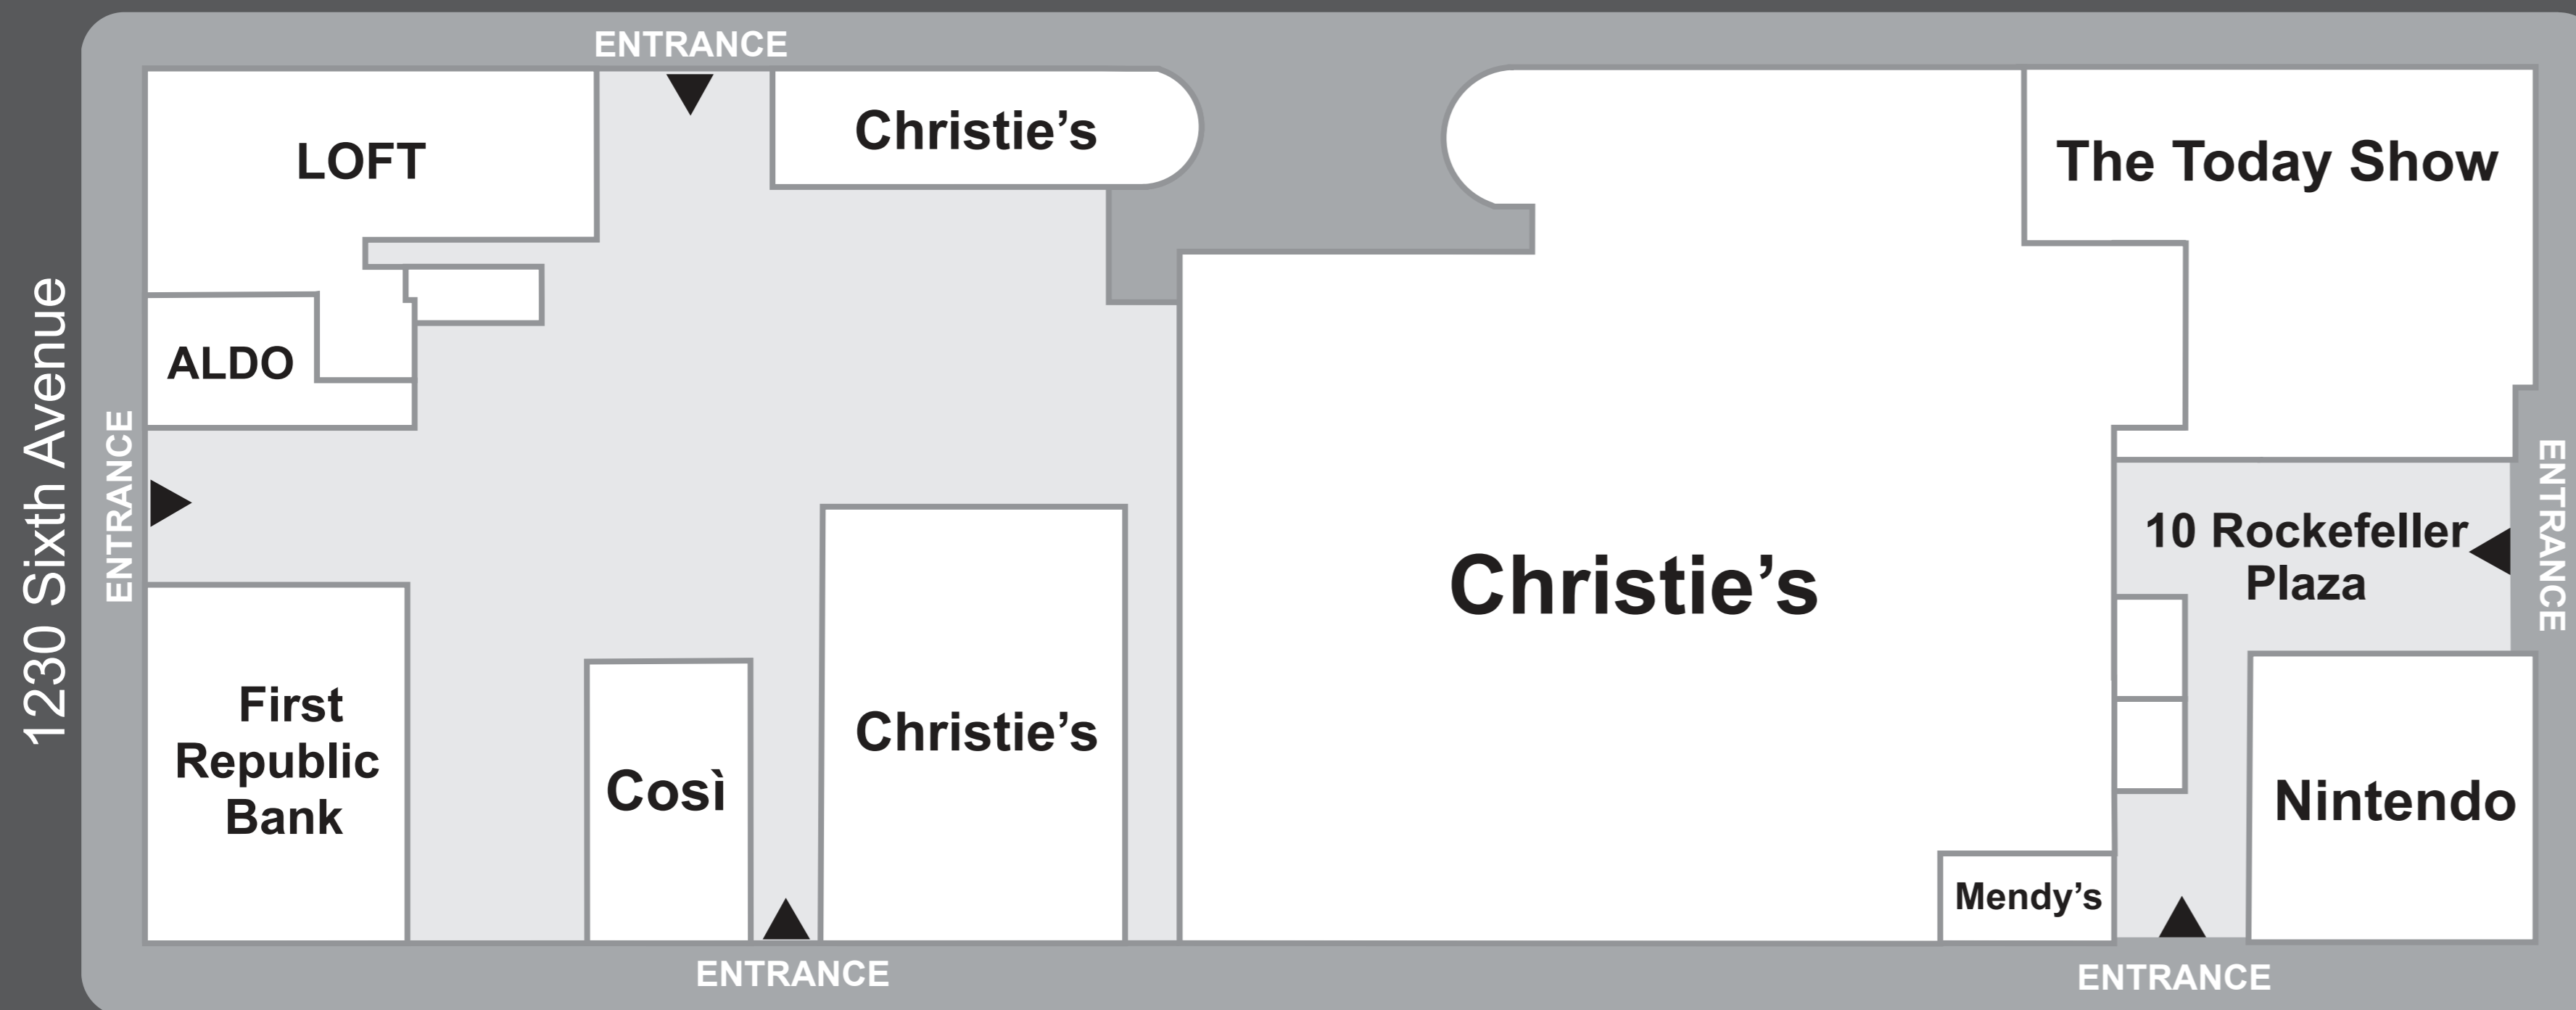 ENTRANCE
LOFT
Christie’s
The Today Show
ALDO
1230 Sixth Avenue
ENTRANCE
Christie’s
10 Rockefeller
Plaza
ENTRANCE
First
Republic
Bank
Così
Christie’s
Nintendo
Mendy’s
ENTRANCE
ENTRANCE